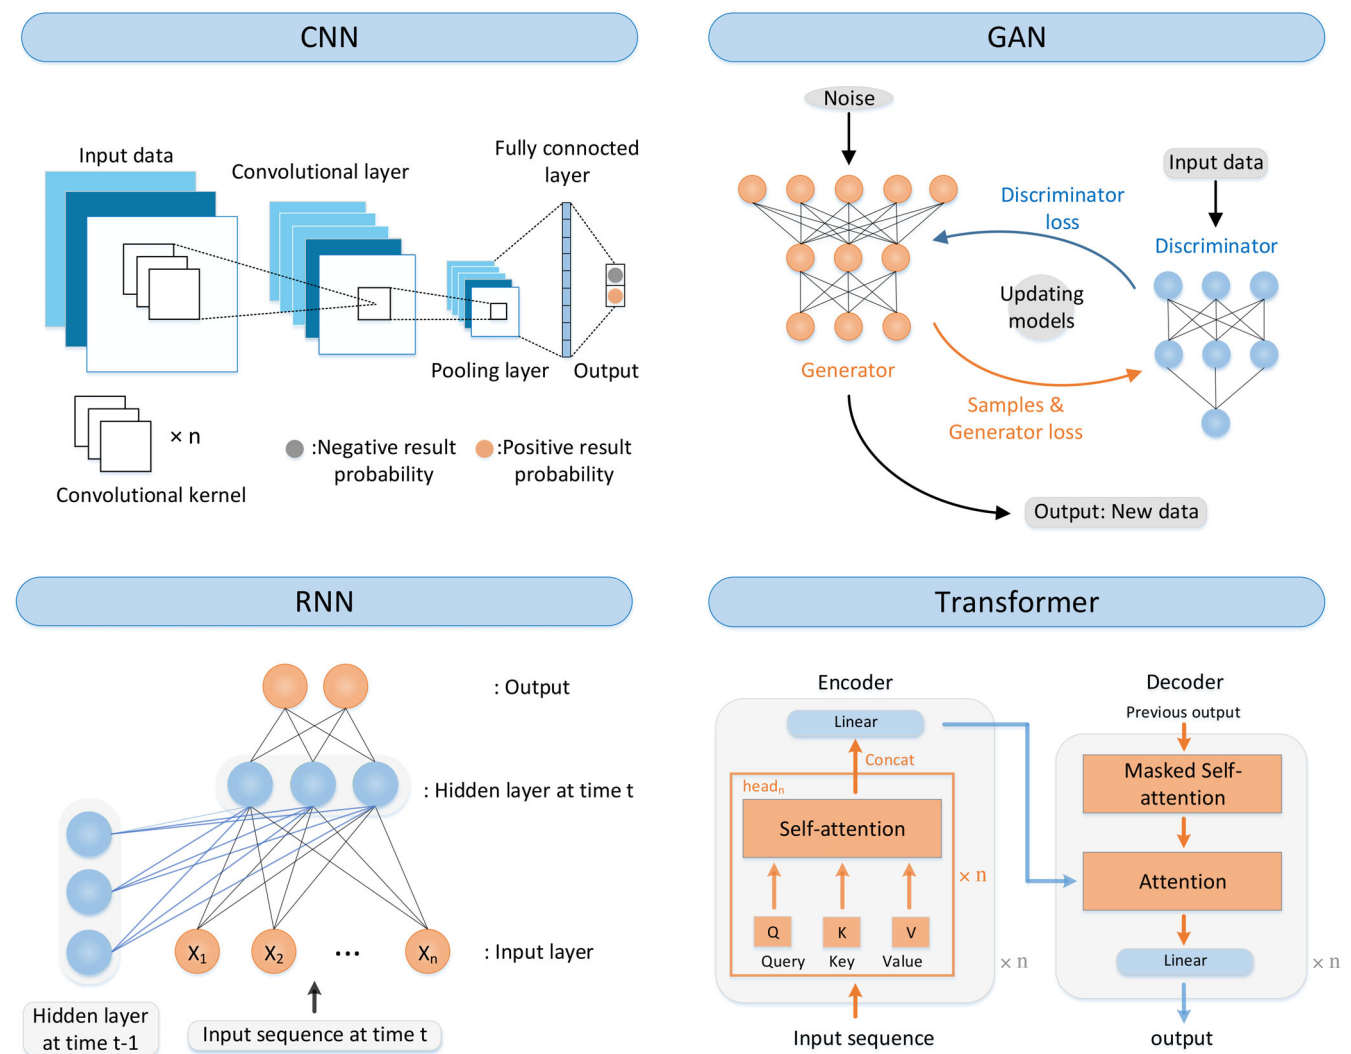 CNN
Input data
Convolutional layer
Fully connocted
layer
Pooling layer
Output
× n
Convolutional kernel
:Negative result
probability
:Positive result
probability
GAN
Noise
Input data
Discriminator
loss
Discriminator
Updating
models
Generator
Samples &
Generator loss
Output: New data
RNN
: Output
: Hidden layer at time t
X1
X2
...
Xn
: Input layer
Hidden layer
at time t-1
Input sequence at time t
Transformer
Encoder
Linear
Concat
headn
Self-attention
× n
Q
K
V
Query
Key
Value
× n
Input sequence
Decoder
Previous output
Masked Self-
attention
Attention
Linear
× n
output